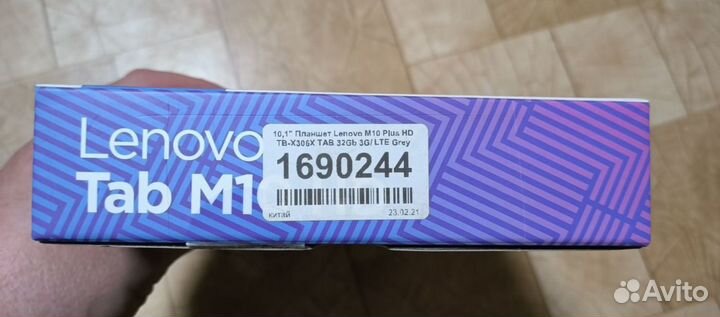 Lenovo
Tab M10
10,1" Планшет Lenovo M10 Plus HD
TB-X306X TAB 32Gb 3G/ LTE Grey
1690244
китай 23.02.21
Avito